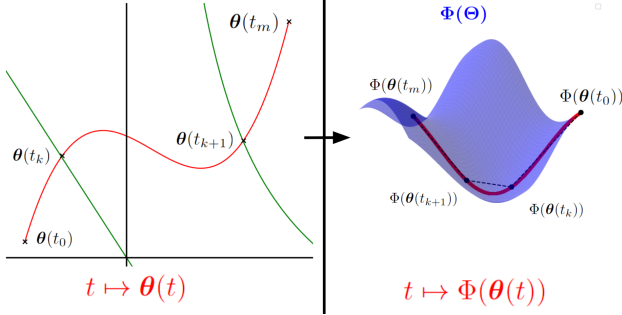 𝜽(t_m)
𝜽(t_{k+1})
𝜽(t_k)
𝜽(t_0)
t ↦ 𝜽(t)
Φ(Θ)
Φ(𝜽(t_m))
Φ(𝜽(t_0))
Φ(𝜽(t_{k+1}))
Φ(𝜽(t_k))
t ↦ Φ(𝜽(t))